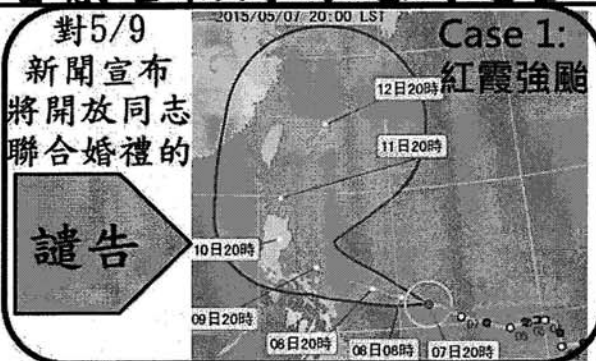 對5/9
新聞宣布
將開放同志
聯合婚禮的
譴告
2015/05/07 20:00 LST
Case 1:
紅霞強颱
12日20時
11日20時
10日20時
09日20時
08日20時
08日08時
07日20時